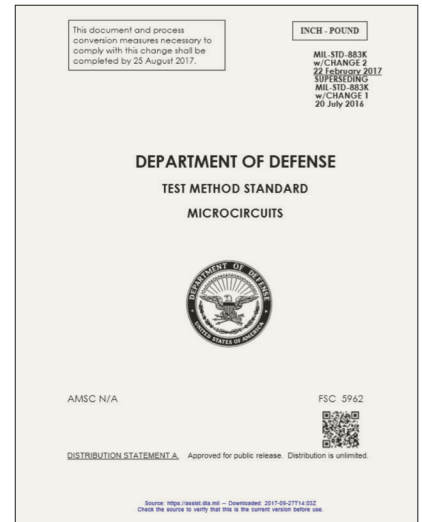 This document and process
conversion measures necessary to
comply with this change shall be
completed by 25 August 2017.
INCH - POUND
MIL-STD-883K
w/CHANGE 2
22 February 2017
SUPERSEDING
MIL-STD-883K
w/CHANGE 1
20 July 2016
DEPARTMENT OF DEFENSE
TEST METHOD STANDARD
MICROCIRCUITS
DEPARTMENT OF DEFENSE
UNITED STATES OF AMERICA
AMSC N/A
FSC 5962
DISTRIBUTION STATEMENT A. Approved for public release. Distribution is unlimited.
Source: https://assist.dla.mil -- Downloaded: 2017-09-27T14:03Z
Check the source to verify that this is the current version before use.